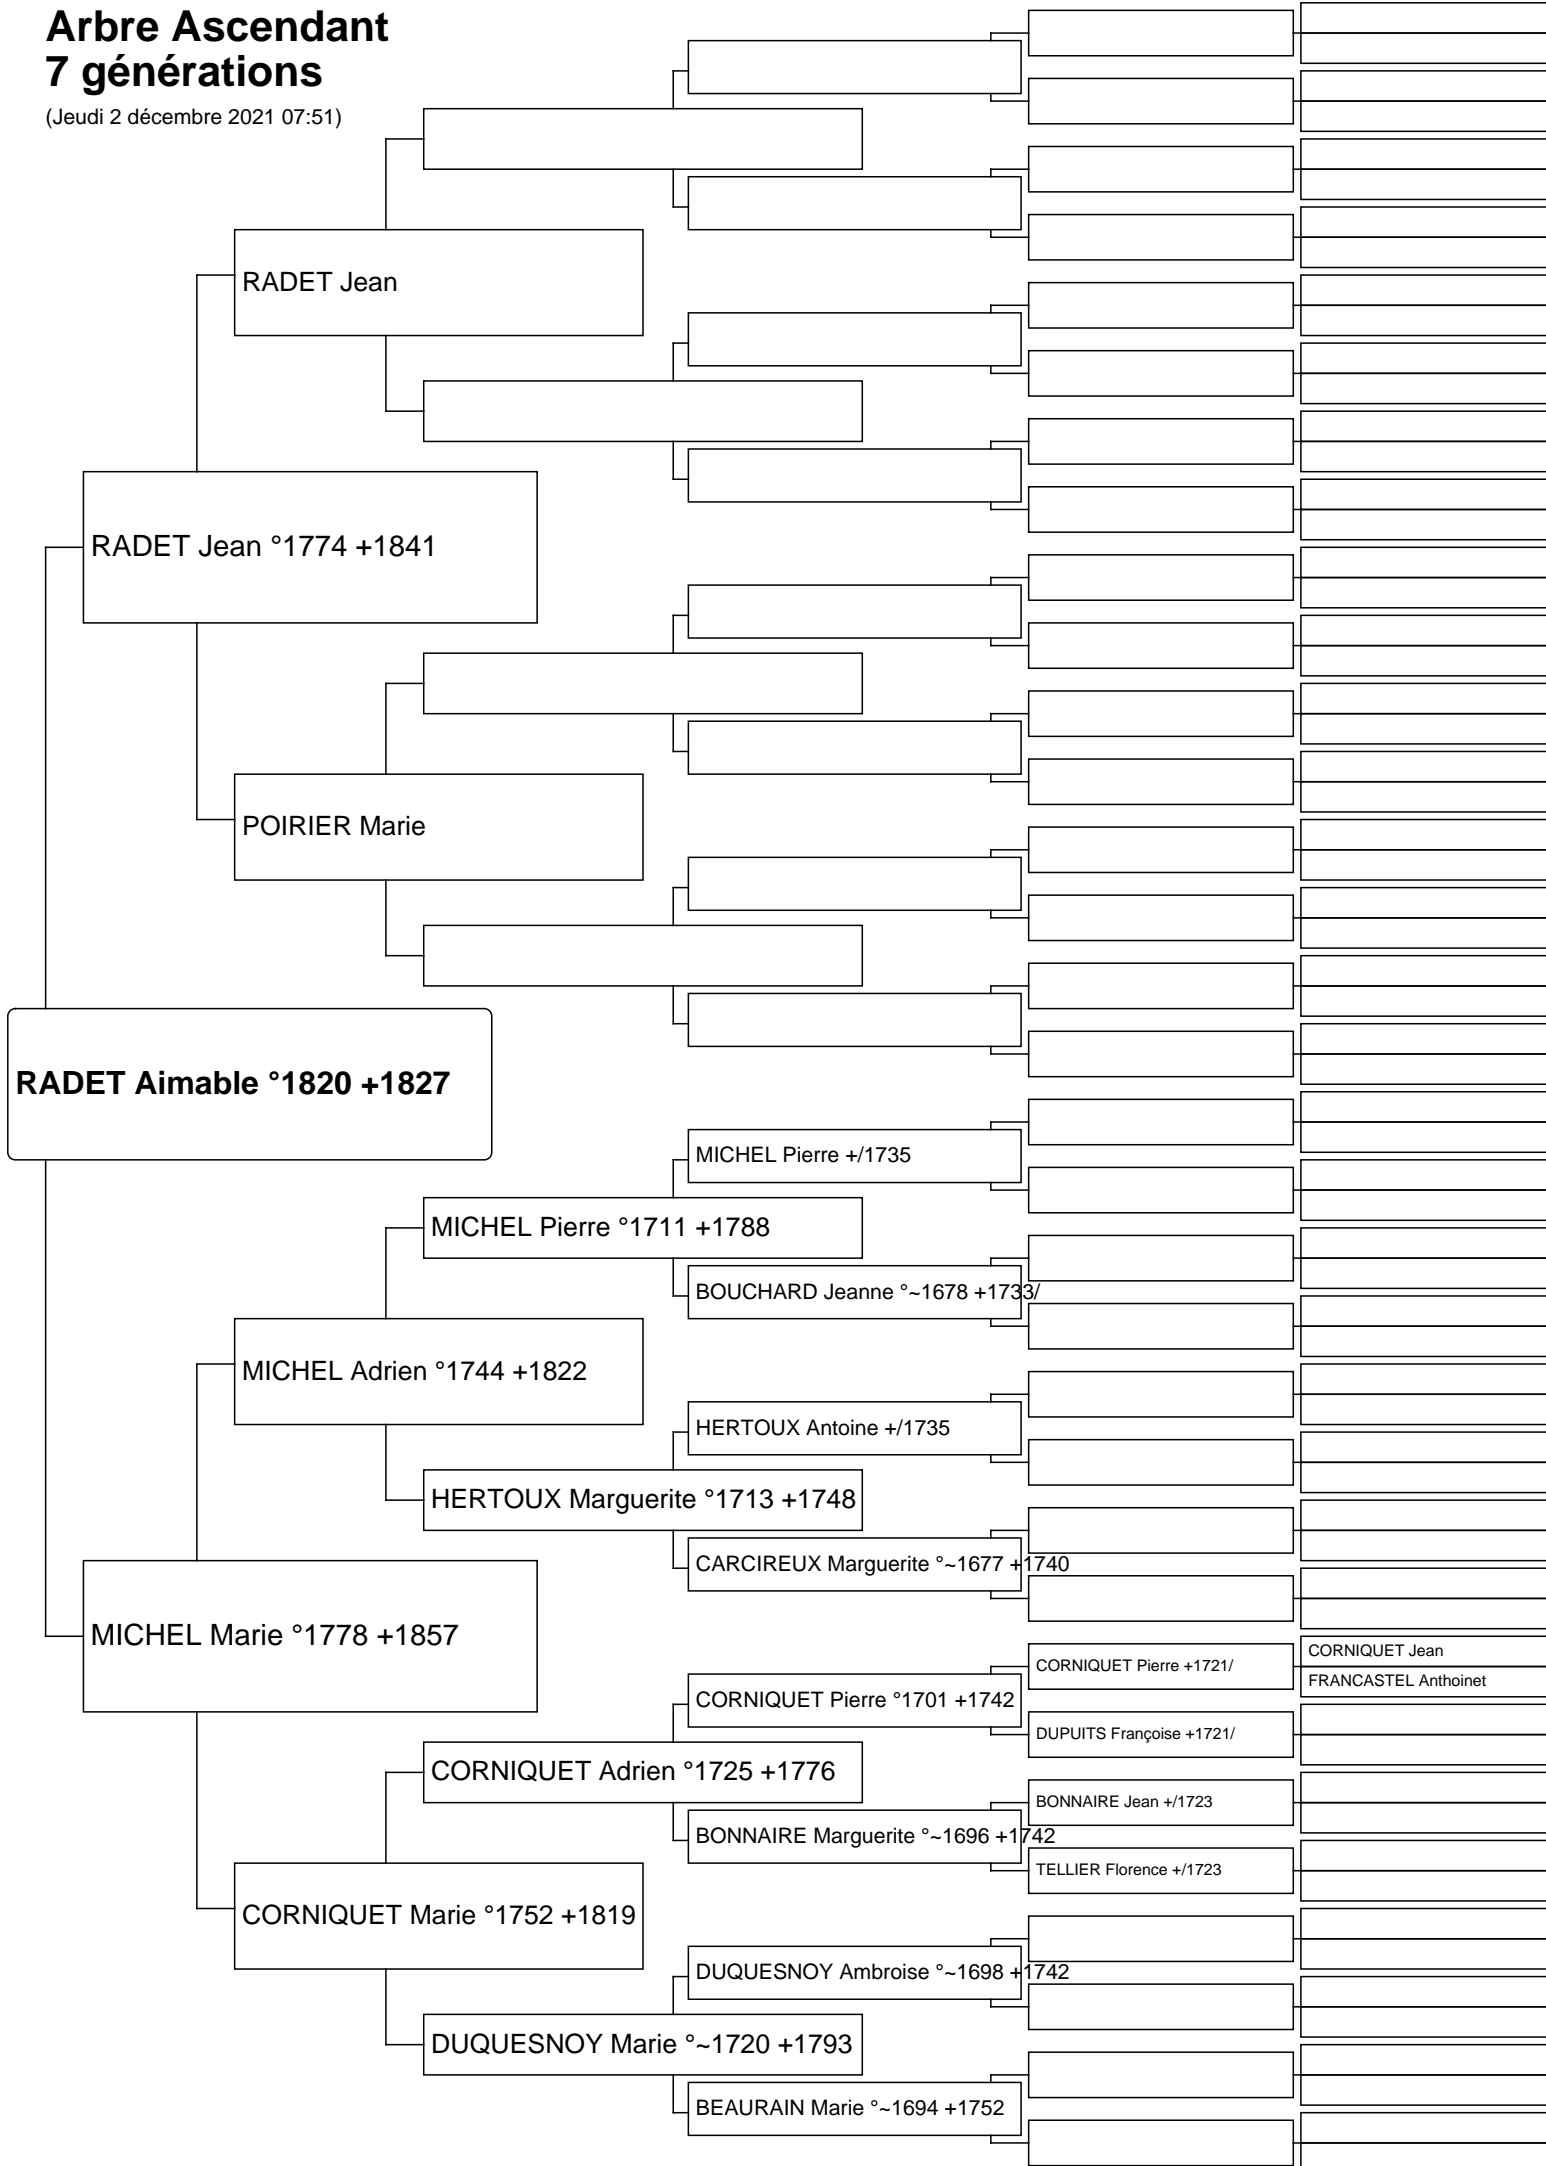 Arbre Ascendant
7 générations
(Jeudi 2 décembre 2021 07:51)
RADET Jean
RADET Jean °1774 +1841
POIRIER Marie
RADET Aimable °1820 +1827
MICHEL Pierre +/1735
MICHEL Pierre °1711 +1788
BOUCHARD Jeanne °~1678 +1733/
MICHEL Adrien °1744 +1822
HERTOUX Antoine +/1735
HERTOUX Marguerite °1713 +1748
CARCIREUX Marguerite °~1677 +1740
MICHEL Marie °1778 +1857
CORNIQUET Jean
CORNIQUET Pierre +1721/
FRANCASTEL Anthoinet
CORNIQUET Pierre °1701 +1742
DUPUITS Françoise +1721/
CORNIQUET Adrien °1725 +1776
BONNAIRE Jean +/1723
BONNAIRE Marguerite °~1696 +1742
TELLIER Florence +/1723
CORNIQUET Marie °1752 +1819
DUQUESNOY Ambroise °~1698 +1742
DUQUESNOY Marie °~1720 +1793
BEAURAIN Marie °~1694 +1752